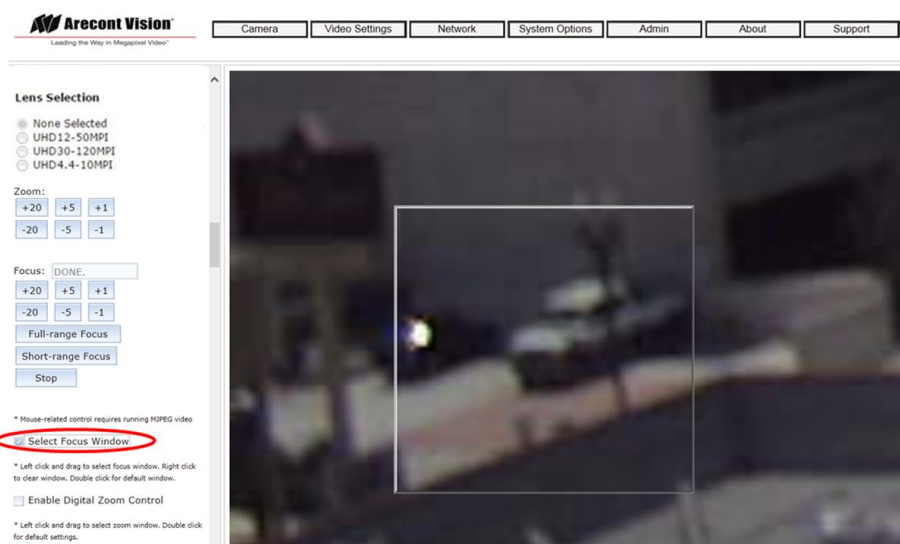 Arecont Vision®
Leading the Way in Megapixel Video™
Camera
Video Settings
Network
System Options
Admin
About
Support
Lens Selection
None Selected
UHD12-50MPI
UHD30-120MPI
UHD4.4-10MPI
Zoom:
+20 +5 +1
-20 -5 -1
Focus: DONE.
+20 +5 +1
-20 -5 -1
Full-range Focus
Short-range Focus
Stop
* Mouse-related control requires running MJPEG video
Select Focus Window
* Left click and drag to select focus window. Right click
to clear window. Double click for default window.
Enable Digital Zoom Control
* Left click and drag to select zoom window. Double click
for default settings.